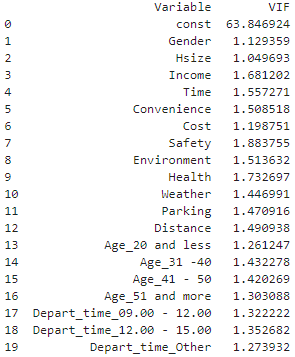 Variable VIF
0 const 63.846924
1 Gender 1.129359
2 Hsize 1.049693
3 Income 1.681202
4 Time 1.557271
5 Convenience 1.508518
6 Cost 1.198751
7 Safety 1.883755
8 Environment 1.513632
9 Health 1.732697
10 Weather 1.446991
11 Parking 1.470916
12 Distance 1.490938
13 Age_20 and less 1.261247
14 Age_31 -40 1.432278
15 Age_41 - 50 1.420269
16 Age_51 and more 1.303088
17 Depart_time_09.00 - 12.00 1.322222
18 Depart_time_12.00 - 15.00 1.352682
19 Depart_time_Other 1.273932